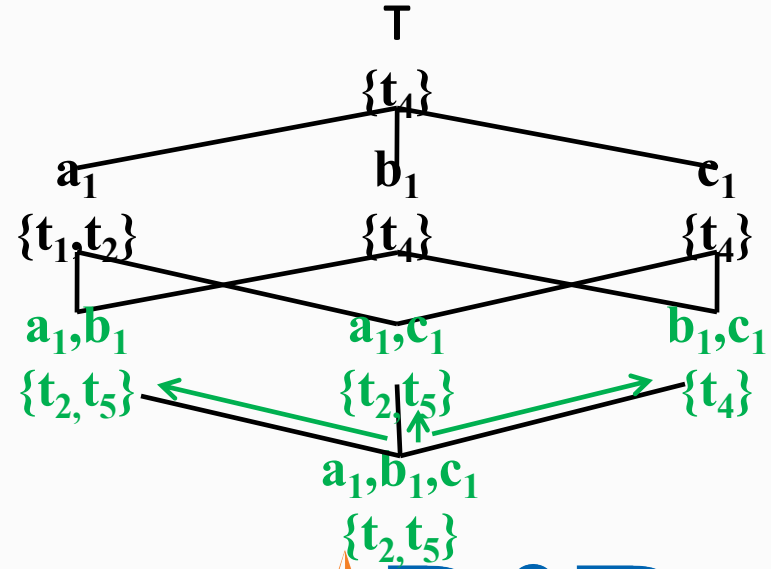 T
{t₄}
a₁ b₁ c₁
{t₁,t₂} {t₄} {t₄}
a₁,b₁ a₁,c₁ b₁,c₁
{t₂,t₅} {t₂,t₅} {t₄}
a₁,b₁,c₁
{t₂,t₅}